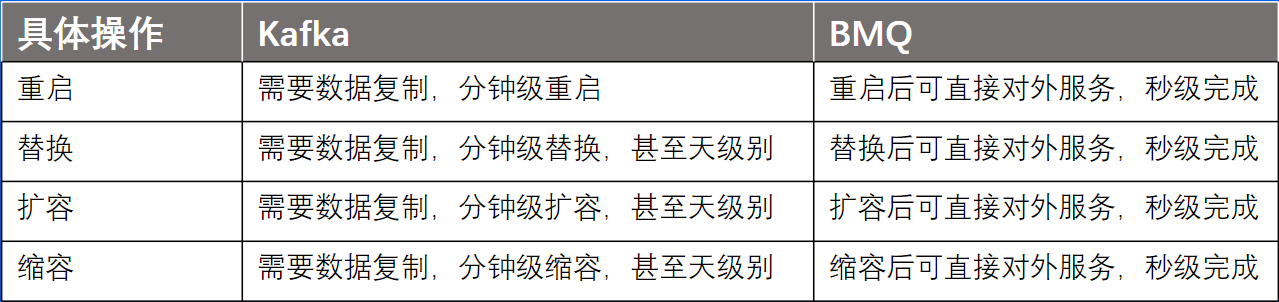 具体操作 Kafka BMQ
重启 需要数据复制，分钟级重启 重启后可直接对外服务，秒级完成
替换 需要数据复制，分钟级替换，甚至天级别 替换后可直接对外服务，秒级完成
扩容 需要数据复制，分钟级扩容，甚至天级别 扩容后可直接对外服务，秒级完成
缩容 需要数据复制，分钟级缩容，甚至天级别 缩容后可直接对外服务，秒级完成